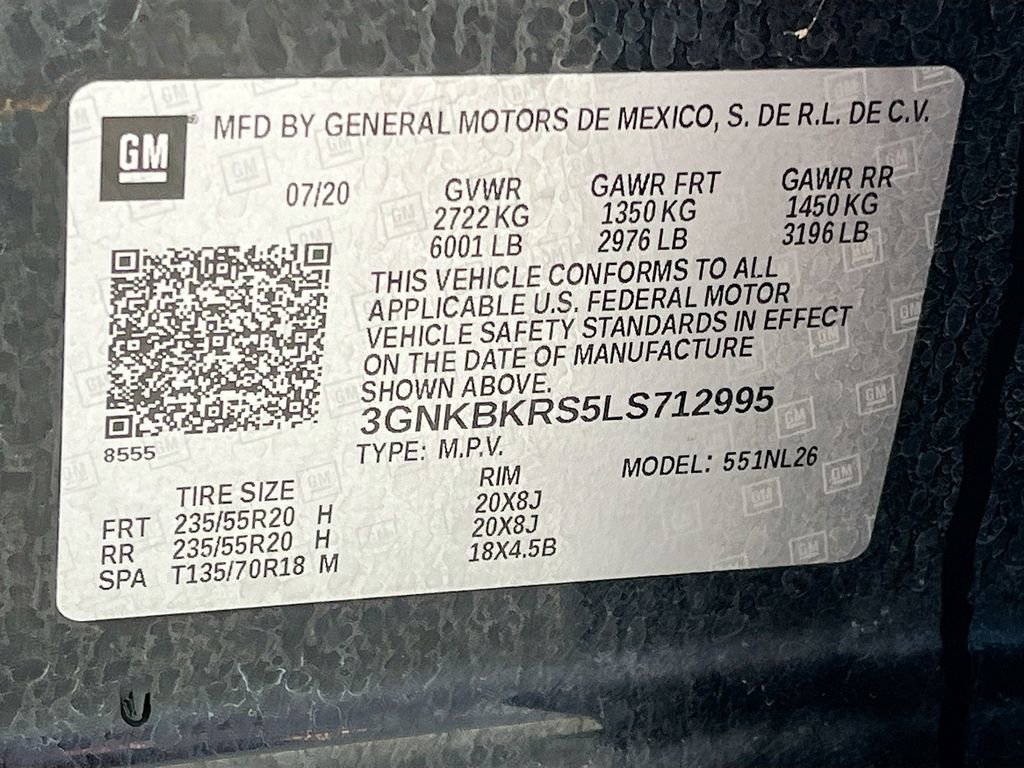 GM
MFD BY GENERAL MOTORS DE MEXICO, S. DE R.L. DE C.V.
07/20 GVWR GAWR FRT GAWR RR
2722 KG 1350 KG 1450 KG
6001 LB 2976 LB 3196 LB
THIS VEHICLE CONFORMS TO ALL
APPLICABLE U.S. FEDERAL MOTOR
VEHICLE SAFETY STANDARDS IN EFFECT
ON THE DATE OF MANUFACTURE
SHOWN ABOVE.
3GNKBKRS5LS712995
8555
TYPE: M.P.V. MODEL: 551NL26
TIRE SIZE RIM
FRT 235/55R20 H 20X8J
RR 235/55R20 H 20X8J
SPA T135/70R18 M 18X4.5B